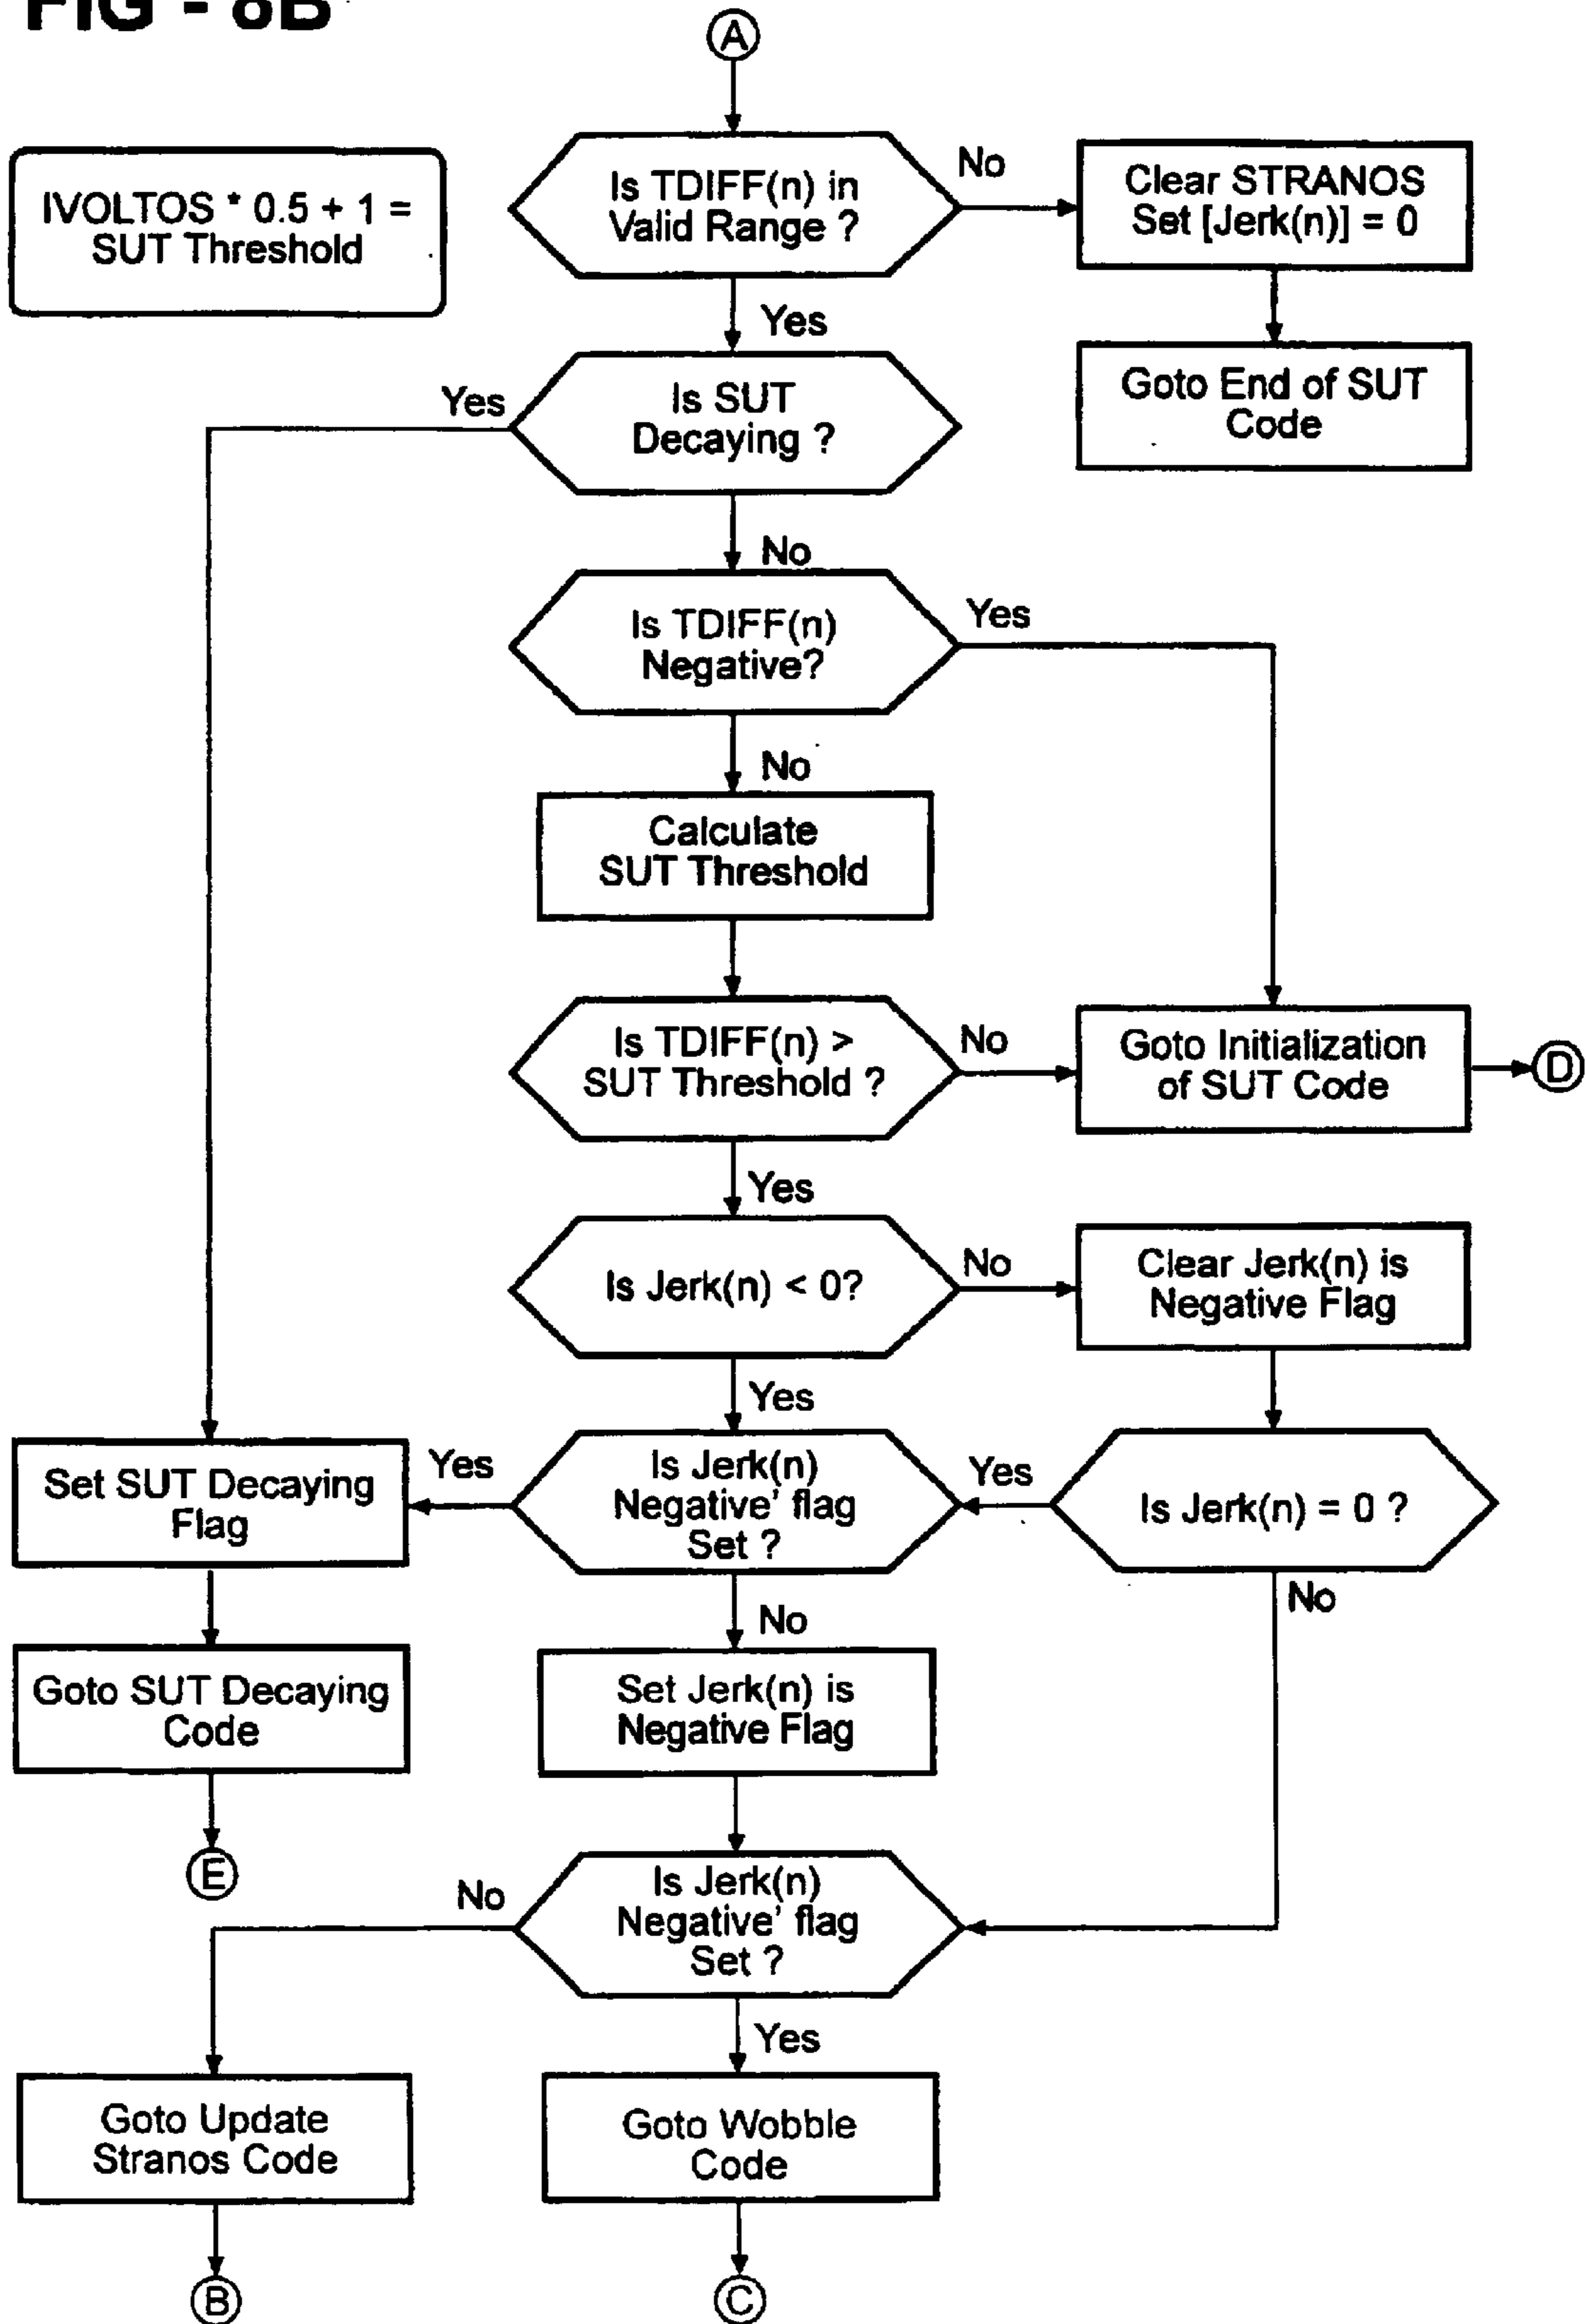 FIG - 8B
A
IVOLTOS * 0.5 + 1 =
SUT Threshold
Is TDIFF(n) in
Valid Range ?
No
Clear STRANOS
Set [Jerk(n)] = 0
Yes
Goto End of SUT
Code
Is SUT
Decaying ?
Yes
No
Is TDIFF(n)
Negative?
Yes
No
Calculate
SUT Threshold
Is TDIFF(n) >
SUT Threshold ?
No
Goto Initialization
of SUT Code
D
Yes
Is Jerk(n) < 0?
No
Clear Jerk(n) is
Negative Flag
Yes
Set SUT Decaying
Flag
Yes
Is Jerk(n)
Negative' flag
Set ?
Yes
Is Jerk(n) = 0 ?
No
No
Goto SUT Decaying
Code
Set Jerk(n) is
Negative Flag
E
No
Is Jerk(n)
Negative' flag
Set ?
Yes
Goto Update
Stranos Code
Goto Wobble
Code
B
C